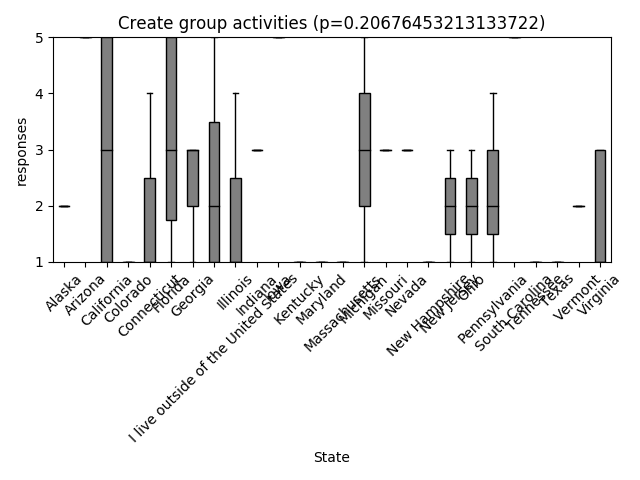 Create group activities (p=0.20676453213133722)
responses
5
4
3
2
1
Alaska
Arizona
California
Colorado
Connecticut
Florida
Georgia
I live outside of the United States
Illinois
Indiana
Iowa
Kentucky
Maryland
Massachusetts
Michigan
Missouri
Nevada
New Hampshire
New Jersey
Ohio
Pennsylvania
South Carolina
Tennessee
Texas
Vermont
Virginia
State